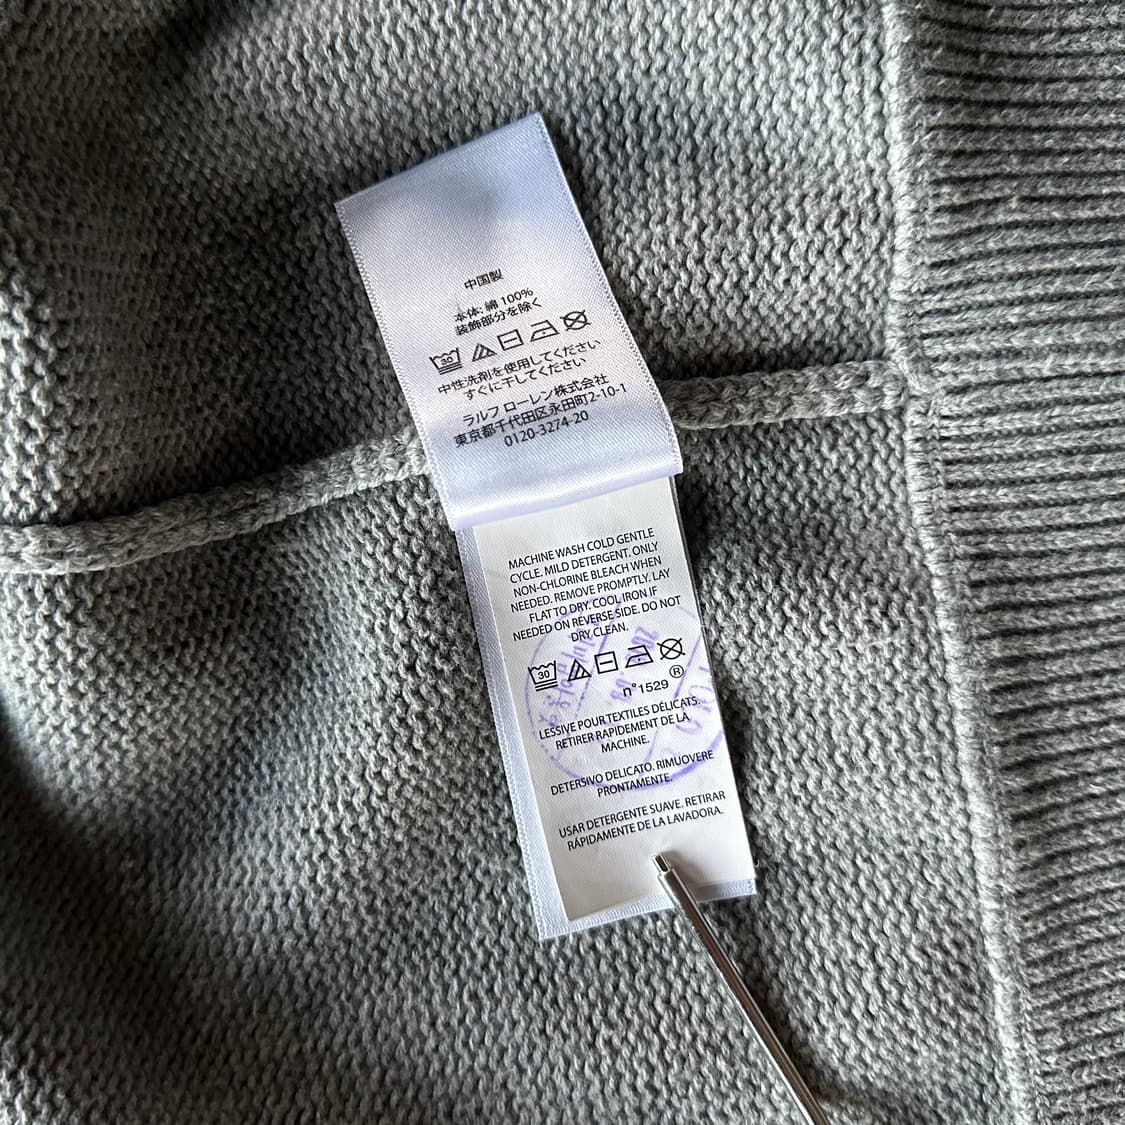 中国製
本体: 綿 100%
装飾部分を除く
30
中性洗剤を使用してください
すぐに干してください
ラルフ ローレン株式会社
東京都千代田区永田町2-10-1
0120-3274-20
MACHINE WASH COLD GENTLE
CYCLE. MILD DETERGENT. ONLY
NON-CHLORINE BLEACH WHEN
NEEDED. REMOVE PROMPTLY. LAY
FLAT TO DRY. COOL IRON IF
NEEDED ON REVERSE SIDE. DO NOT
DRY CLEAN.
30
®
n°1529
LESSIVE POUR TEXTILES DÉLICATS.
RETIRER RAPIDEMENT DE LA
MACHINE.
DETERSIVO DELICATO. RIMUOVERE
PRONTAMENTE.
USAR DETERGENTE SUAVE. RETIRAR
RÁPIDAMENTE DE LA LAVADORA.